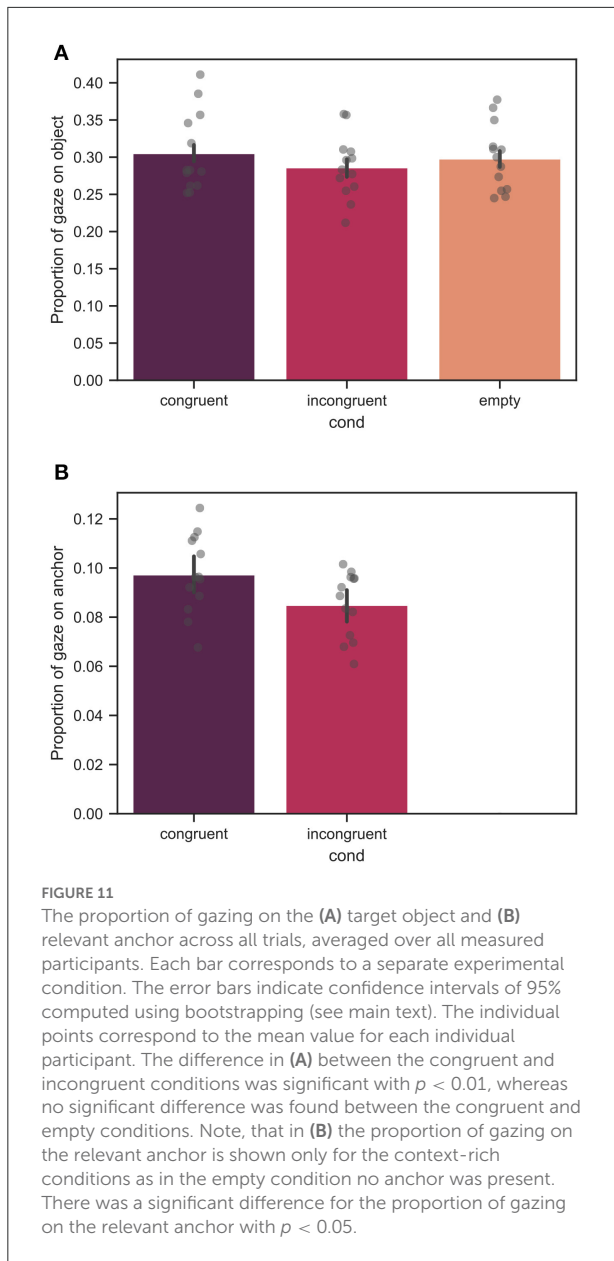 A
Proportion of gaze on object
0.40
0.35
0.30
0.25
0.20
0.15
0.10
0.05
0.00
congruent incongruent empty
cond
B
Proportion of gaze on anchor
0.12
0.10
0.08
0.06
0.04
0.02
0.00
congruent incongruent
cond
FIGURE 11
The proportion of gazing on the (A) target object and (B)
relevant anchor across all trials, averaged over all measured
participants. Each bar corresponds to a separate experimental
condition. The error bars indicate confidence intervals of 95%
computed using bootstrapping (see main text). The individual
points correspond to the mean value for each individual
participant. The difference in (A) between the congruent and
incongruent conditions was significant with p < 0.01, whereas
no significant difference was found between the congruent and
empty conditions. Note, that in (B) the proportion of gazing on
the relevant anchor is shown only for the context-rich
conditions as in the empty condition no anchor was present.
There was a significant difference for the proportion of gazing
on the relevant anchor with p < 0.05.